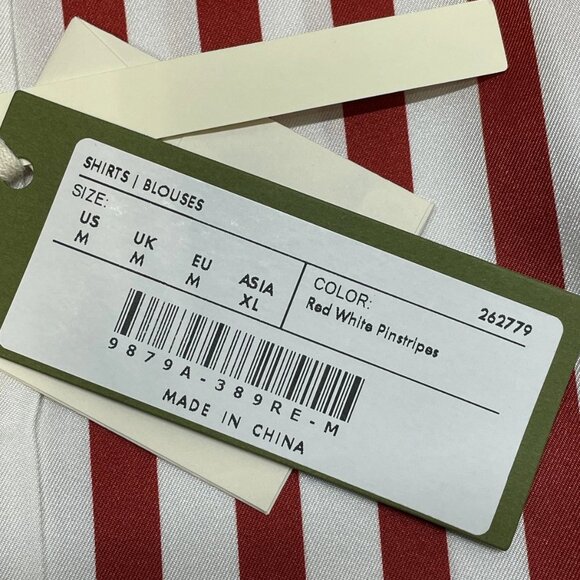 SHIRTS | BLOUSES
SIZE:
US UK EU ASIA
M M M XL
COLOR: 262779
Red White Pinstripes
9879A-389RE-M
MADE IN CHINA